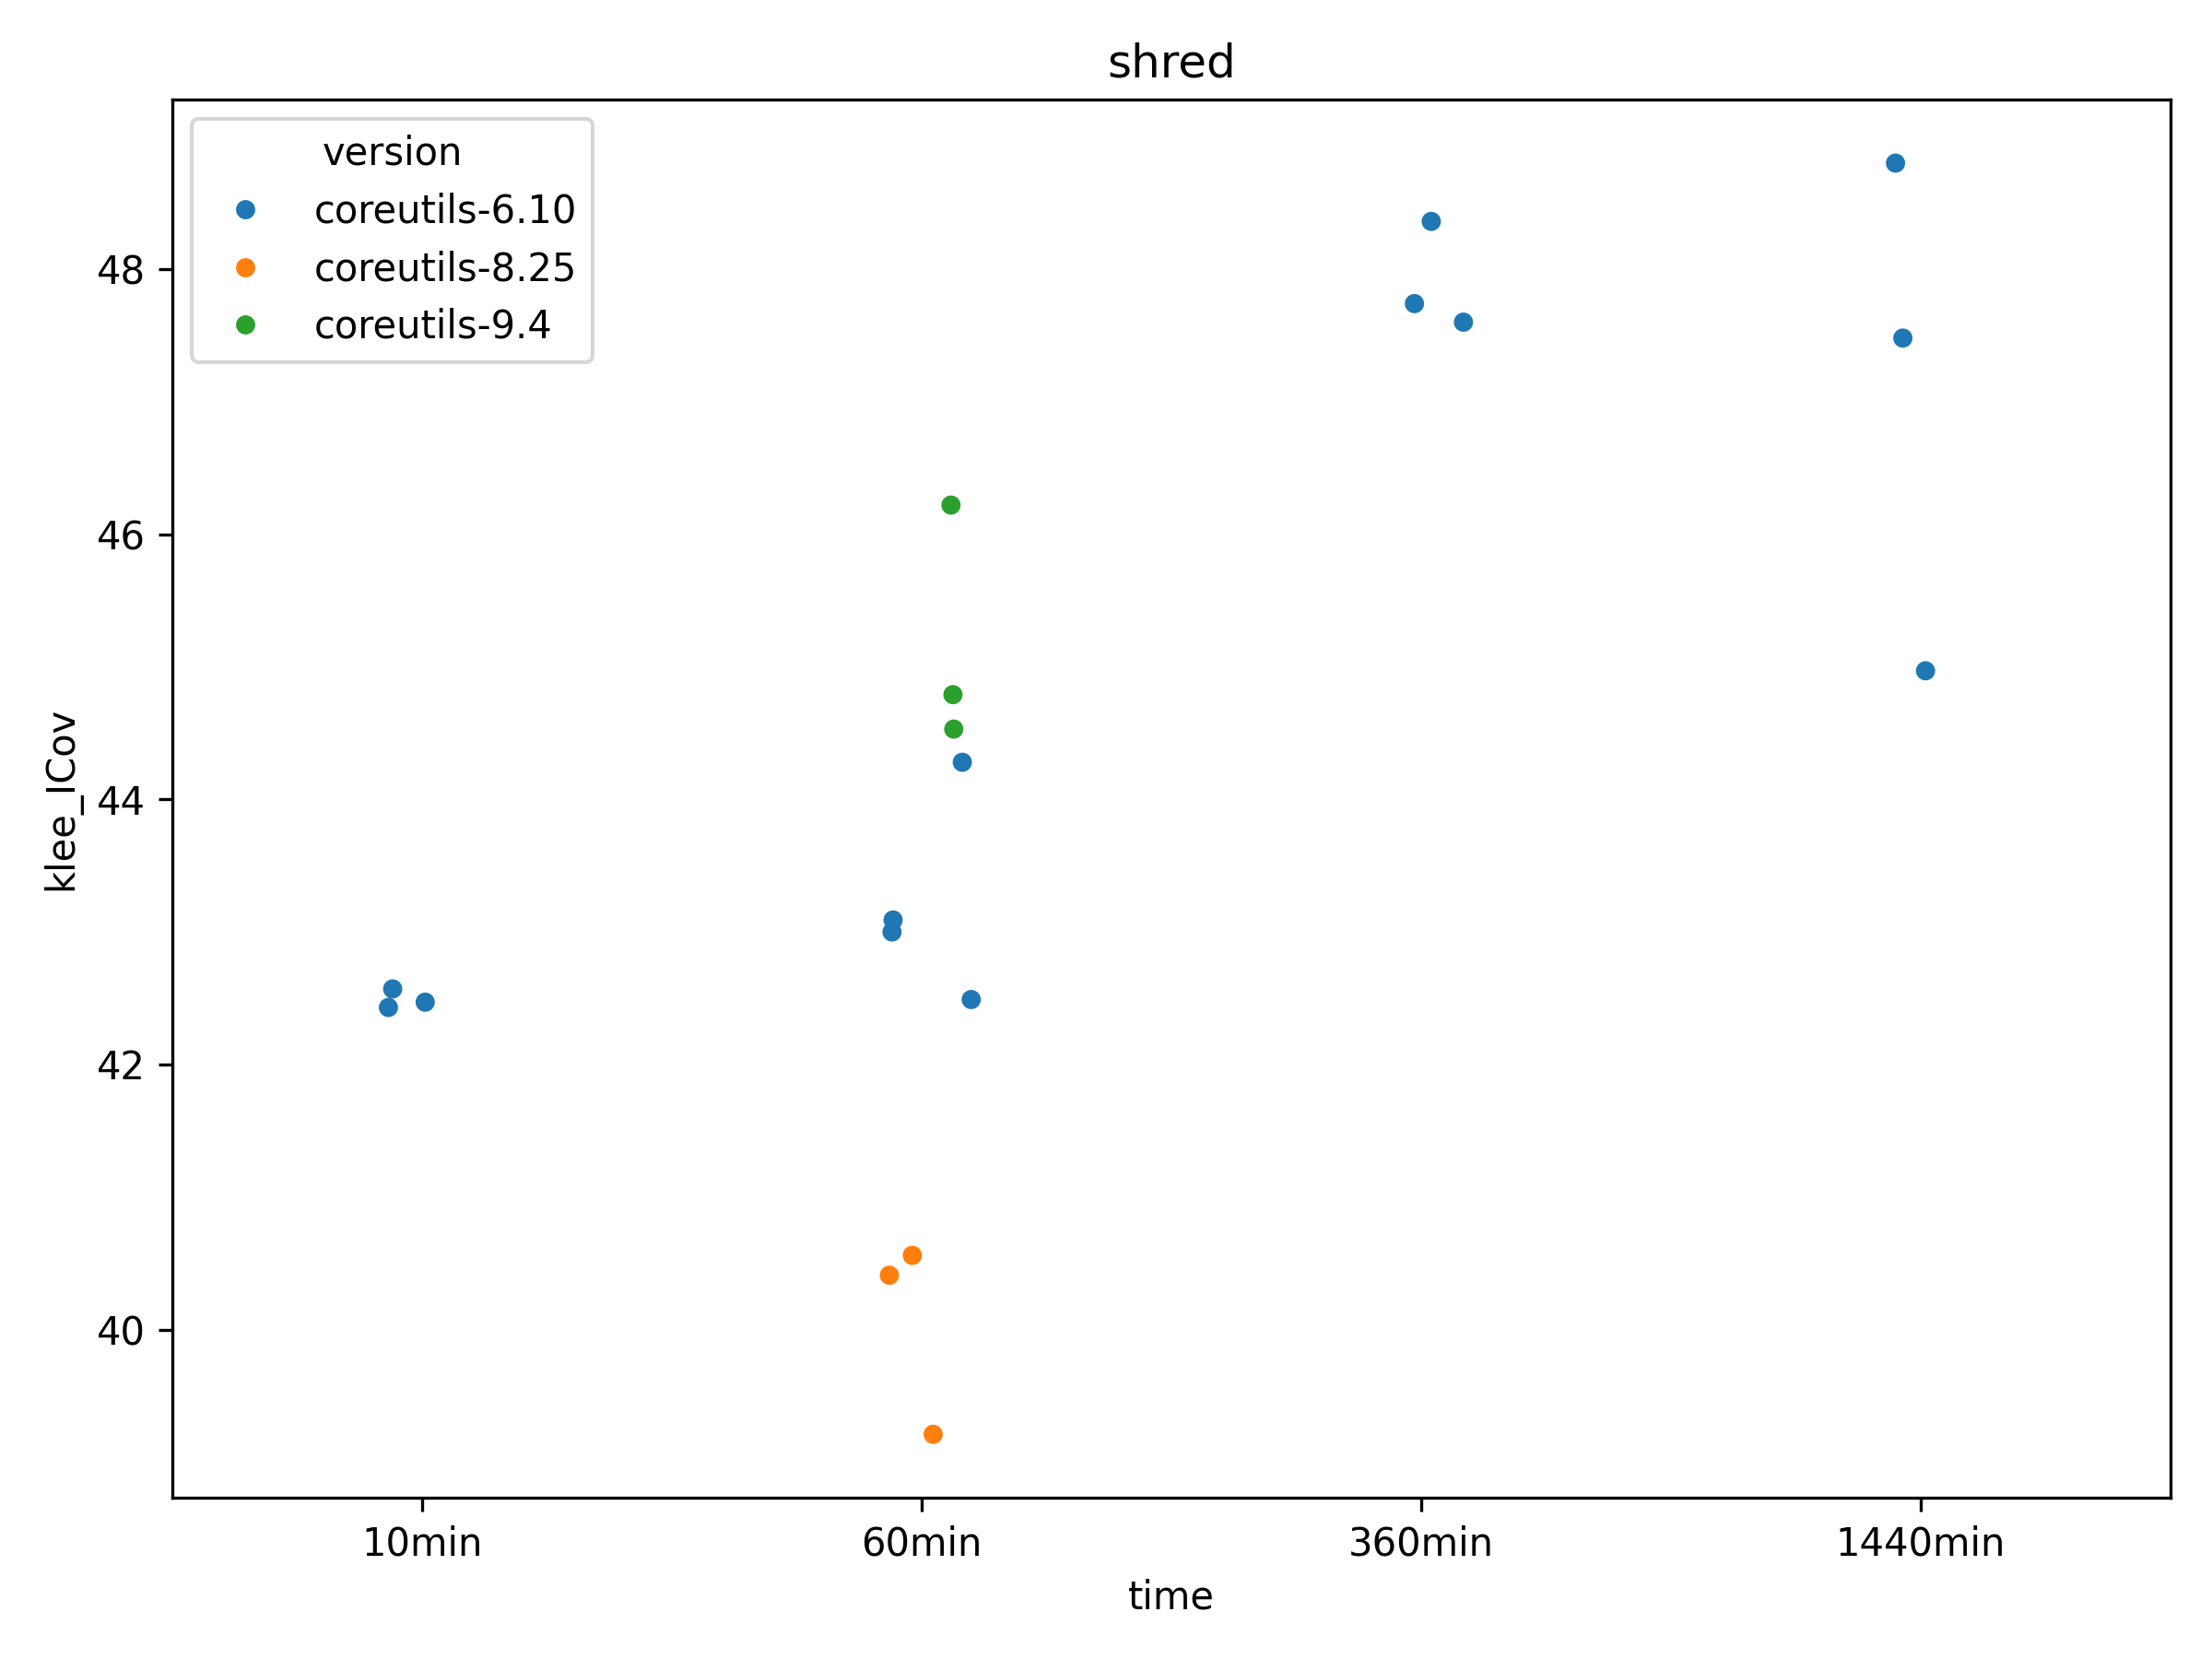 shred
version
coreutils-6.10
coreutils-8.25
coreutils-9.4
48
46
44
42
40
klee_ICov
10min
60min
360min
1440min
time